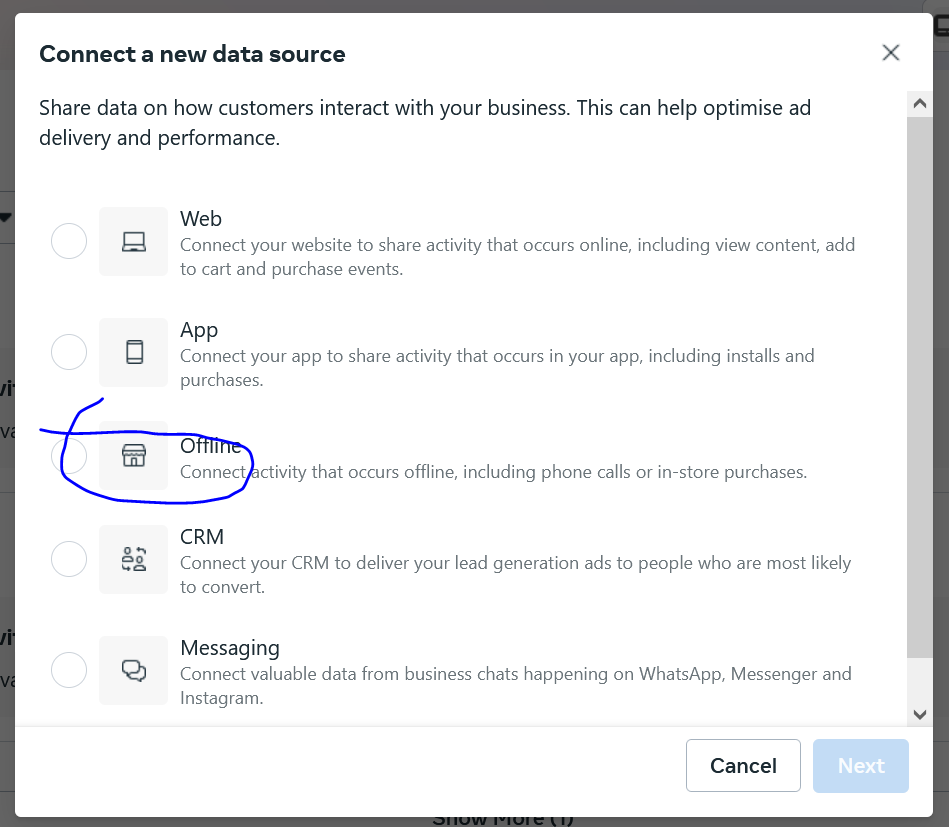 Connect a new data source
Share data on how customers interact with your business. This can help optimise ad
delivery and performance.
Web
Connect your website to share activity that occurs online, including view content, add
to cart and purchase events.
App
Connect your app to share activity that occurs in your app, including installs and
purchases.
Offline
Connect activity that occurs offline, including phone calls or in-store purchases.
CRM
Connect your CRM to deliver your lead generation ads to people who are most likely
to convert.
Messaging
Connect valuable data from business chats happening on WhatsApp, Messenger and
Instagram.
Cancel
Next
Show More (1)